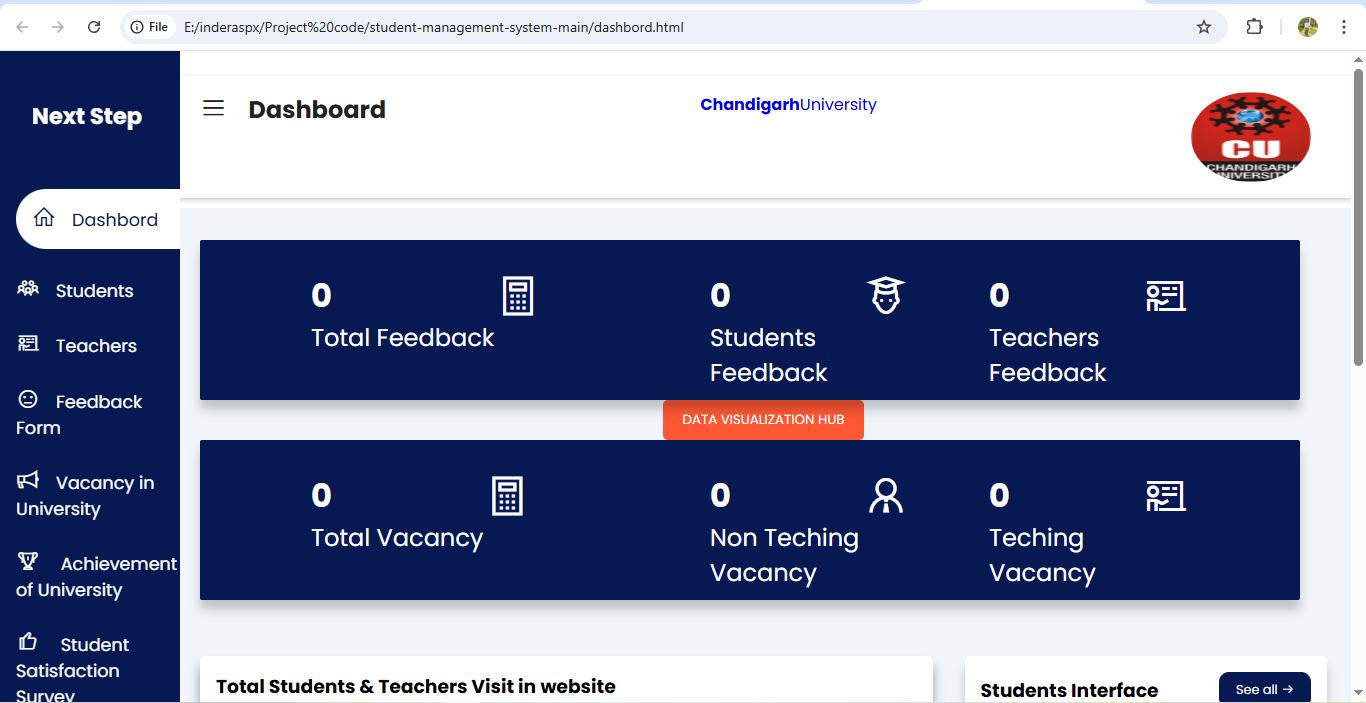 File E:/inderaspx/Project%20code/student-management-system-main/dashbord.html
Next Step
Dashboard
ChandigarhUniversity
CU
CHANDIGARH
UNIVERSITY
Dashbord
Students
Teachers
Feedback
Form
Vacancy in
University
Achievement
of University
Student
Satisfaction
Survey
0
Total Feedback
0
Students
Feedback
0
Teachers
Feedback
DATA VISUALIZATION HUB
0
Total Vacancy
0
Non Teching
Vacancy
0
Teching
Vacancy
Total Students & Teachers Visit in website
Students Interface
See all →